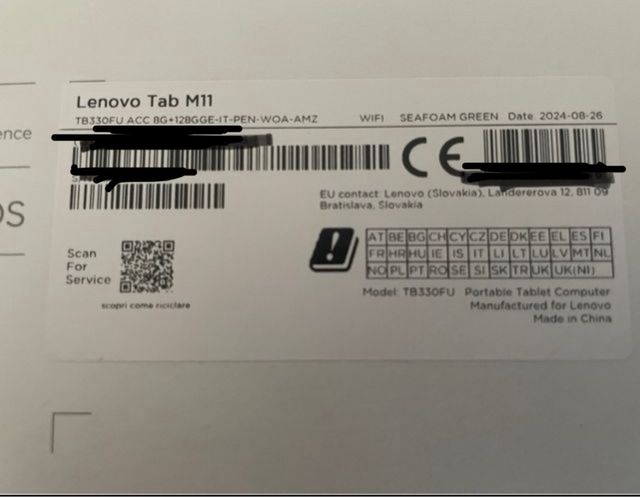 Lenovo Tab M11
TB330FU ACC 8G+128GGE-IT-PEN-WOA-AMZ WIFI SEAFOAM GREEN Date 2024-08-26
ence
CE
EU contact: Lenovo (Slovakia), Landererova 12, 811 09
Bratislava, Slovakia
OS
!
AT BE BG CH CY CZ DE DK EE EL ES FI
FR HR HU IE IS IT LI LT LU LV MT NL
NO PL PT RO SE SI SK TR UK UK(NI)
Scan
For
Service
scopri come riciclare
Model: TB330FU Portable Tablet Computer
Manufactured for Lenovo
Made in China